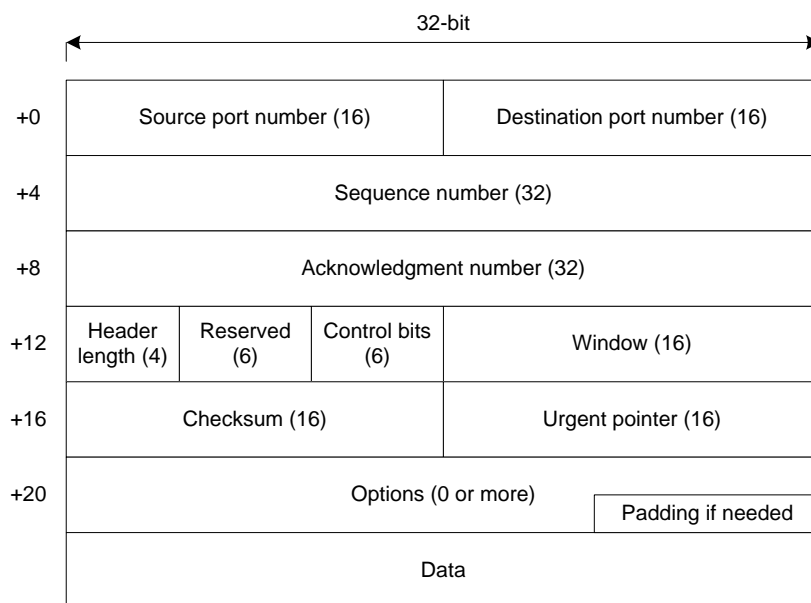 32-bit
+0
Source port number (16)
Destination port number (16)
+4
Sequence number (32)
+8
Acknowledgment number (32)
+12
Header
length (4)
Reserved
(6)
Control bits
(6)
Window (16)
+16
Checksum (16)
Urgent pointer (16)
+20
Options (0 or more)
Padding if needed
Data